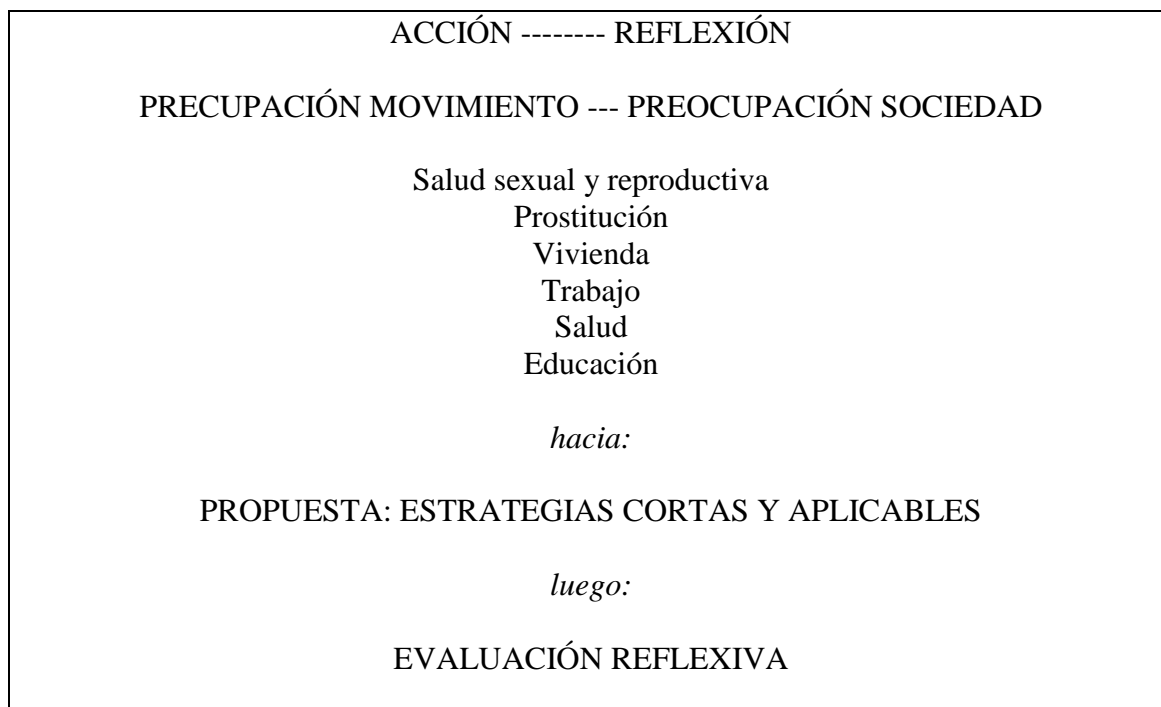 ACCIÓN -------- REFLEXIÓN
PRECUPACIÓN MOVIMIENTO --- PREOCUPACIÓN SOCIEDAD
Salud sexual y reproductiva
Prostitución
Vivienda
Trabajo
Salud
Educación
hacia:
PROPUESTA: ESTRATEGIAS CORTAS Y APLICABLES
luego:
EVALUACIÓN REFLEXIVA